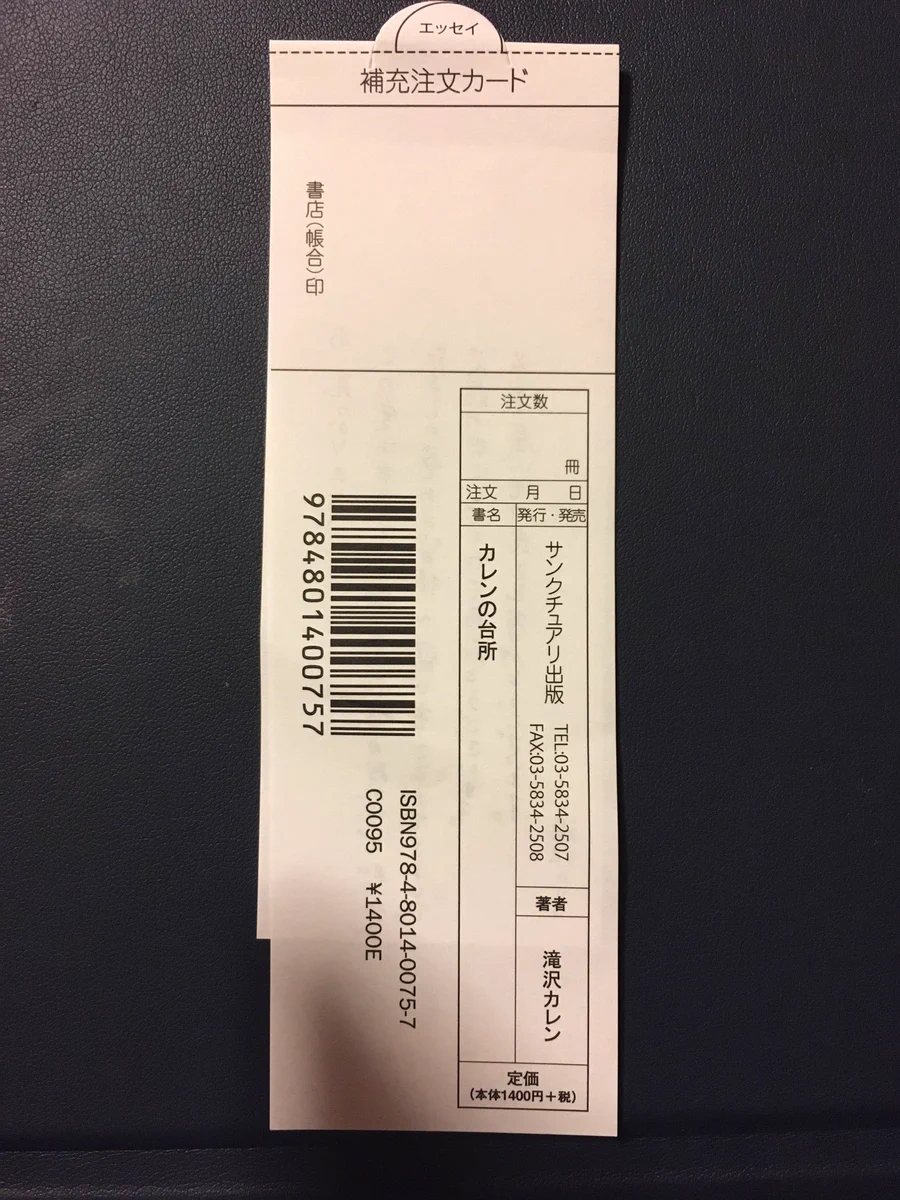 エッセイ
補充注文カード
書店(帳合)印
注文数
冊
注文 月 日
書名
発行・発売
カレンの台所
サンクチュアリ出版
TEL:03-5834-2507
FAX:03-5834-2508
著者
滝沢カレン
定価
(本体1400円+税)
9784801400757
ISBN978-4-8014-0075-7
C0095 ¥1400E